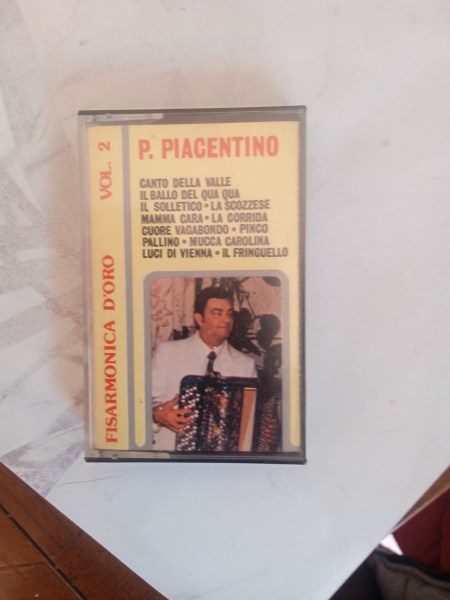 P. PIACENTINO
CANTO DELLA VALLE
IL BALLO DEL QUA QUA
IL SOLLETICO • LA SCOZZESE
MAMMA CARA • LA CORRIDA
CUORE VAGABONDO • PINCO
PALLINO • MUCCA CAROLINA
LUCI DI VIENNA • IL FRINGUELLO
FISARMONICA D'ORO VOL. 2